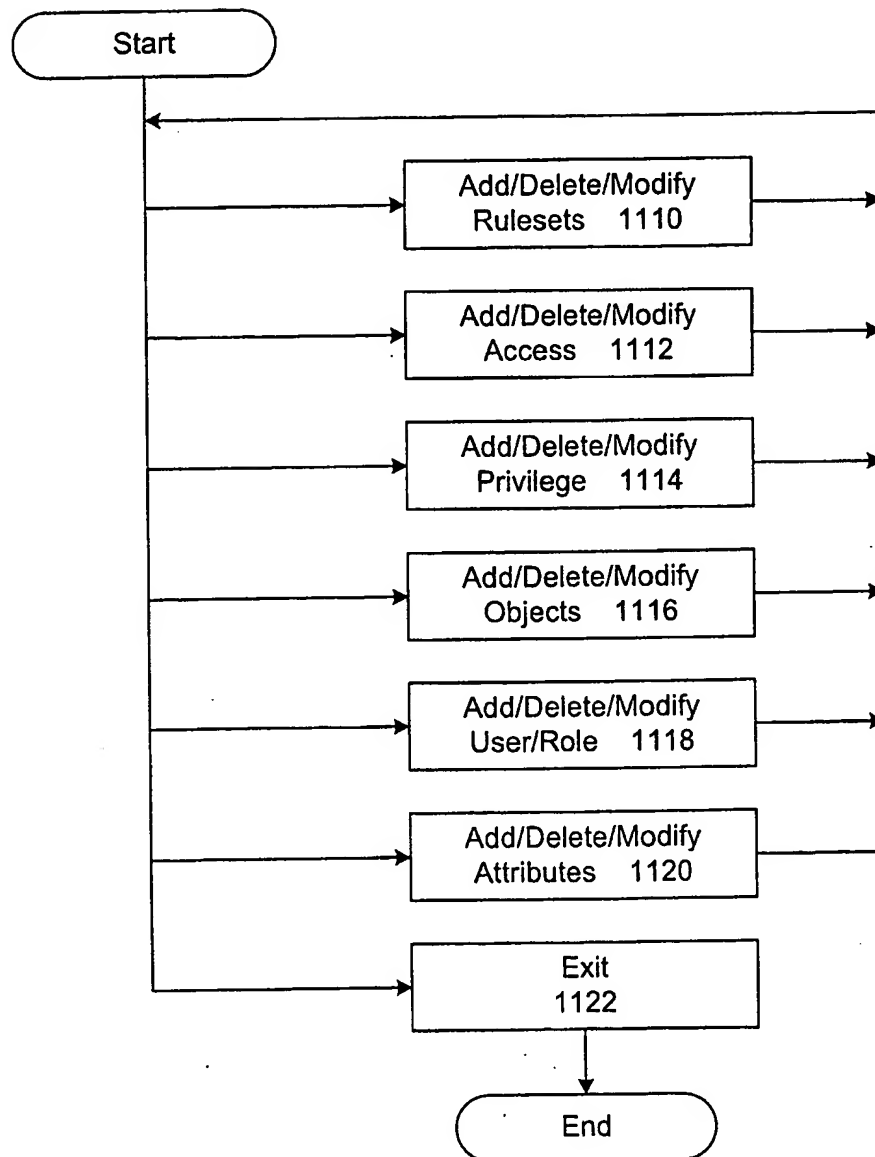 Start
Add/Delete/Modify
Rulesets 1110
Add/Delete/Modify
Access 1112
Add/Delete/Modify
Privilege 1114
Add/Delete/Modify
Objects 1116
Add/Delete/Modify
User/Role 1118
Add/Delete/Modify
Attributes 1120
Exit
1122
End